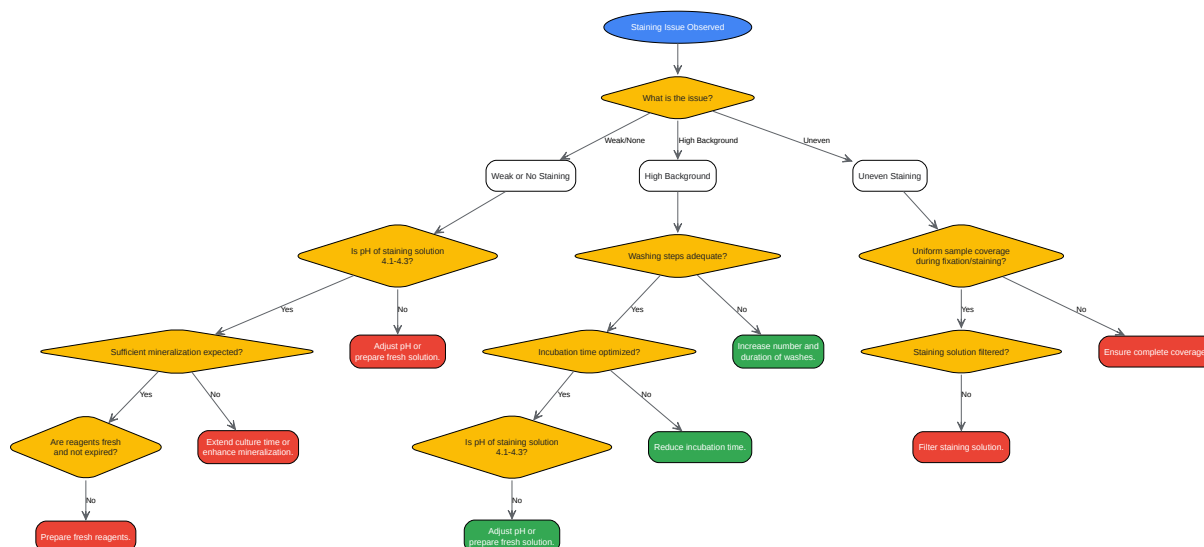 Staining Issue Observed
What is the issue?
Weak/None
High Background
Uneven
Weak or No Staining
High Background
Uneven Staining
Is pH of staining solution
4.1-4.3?
Washing steps adequate?
Uniform sample coverage
during fixation/staining?
Yes
No
Yes
No
Yes
No
Sufficient mineralization expected?
Adjust pH or
prepare fresh solution.
Incubation time optimized?
Increase number and
duration of washes.
Staining solution filtered?
Ensure complete coverage
Yes
No
Yes
No
No
Are reagents fresh
and not expired?
Extend culture time or
enhance mineralization.
Is pH of staining solution
4.1-4.3?
Reduce incubation time.
Filter staining solution.
No
No
Prepare fresh reagents.
Adjust pH or
prepare fresh solution.